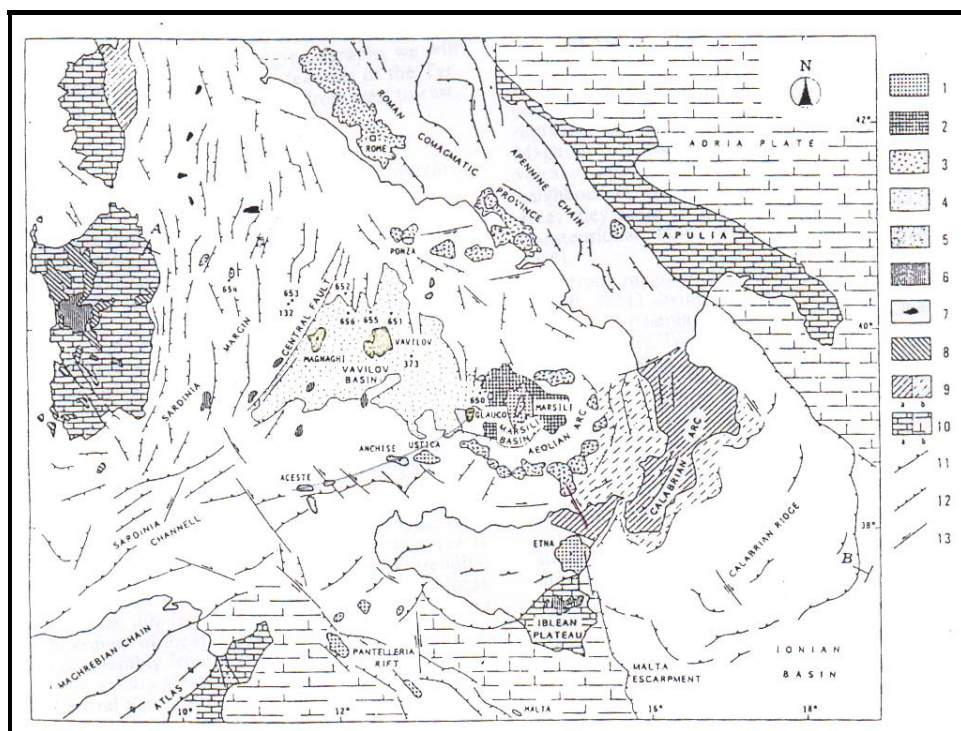 N
42°
ROMAN
COMAGMATIC
PROVINCE
ROME
APENNINE CHAIN
ADRIA PLATE
APULIA
PONZA
A
654
653
132
652
MARGIN
SARDINIA
CENTRAL FAULT
656
655
651
MAGNAGHI
VAVILOV
VAVILOV
BASIN
373
40°
650
GLAUCO
MARSILI
MARSILI
BASIN
AEOLIAN ARC
CALABRIAN ARC
ANCHISE
USTICA
ACESTE
SARDINIA
CHANNELL
38°
ETNA
CALABRIAN RIDGE
B
IBLEAN
PLATEAU
MAGHREBIAN CHAIN
ATLAS
PANTELLERIA
RIFT
MALTA
ESCARPMENT
IONIAN
BASIN
MALTA
10°
12°
16°
18°
1
2
3
4
5
6
7
8
9
a b
10
a b
11
12
13